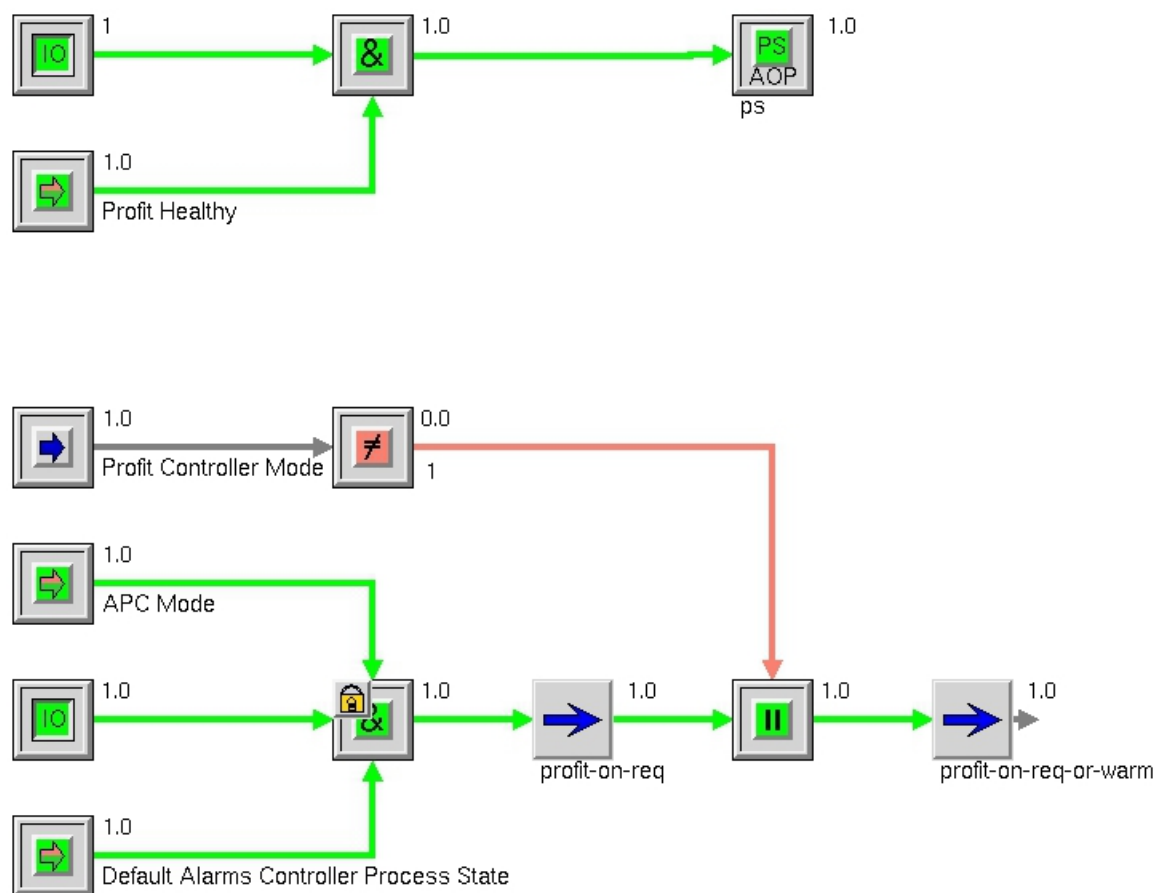 1
1.0
1.0
IO
&
PS
AOP
ps
1.0
Profit Healthy
1.0
0.0
≠
Profit Controller Mode
1
1.0
APC Mode
1.0
1.0
1.0
1.0
1.0
IO
&
II
profit-on-req
profit-on-req-or-warm
1.0
Default Alarms Controller Process State